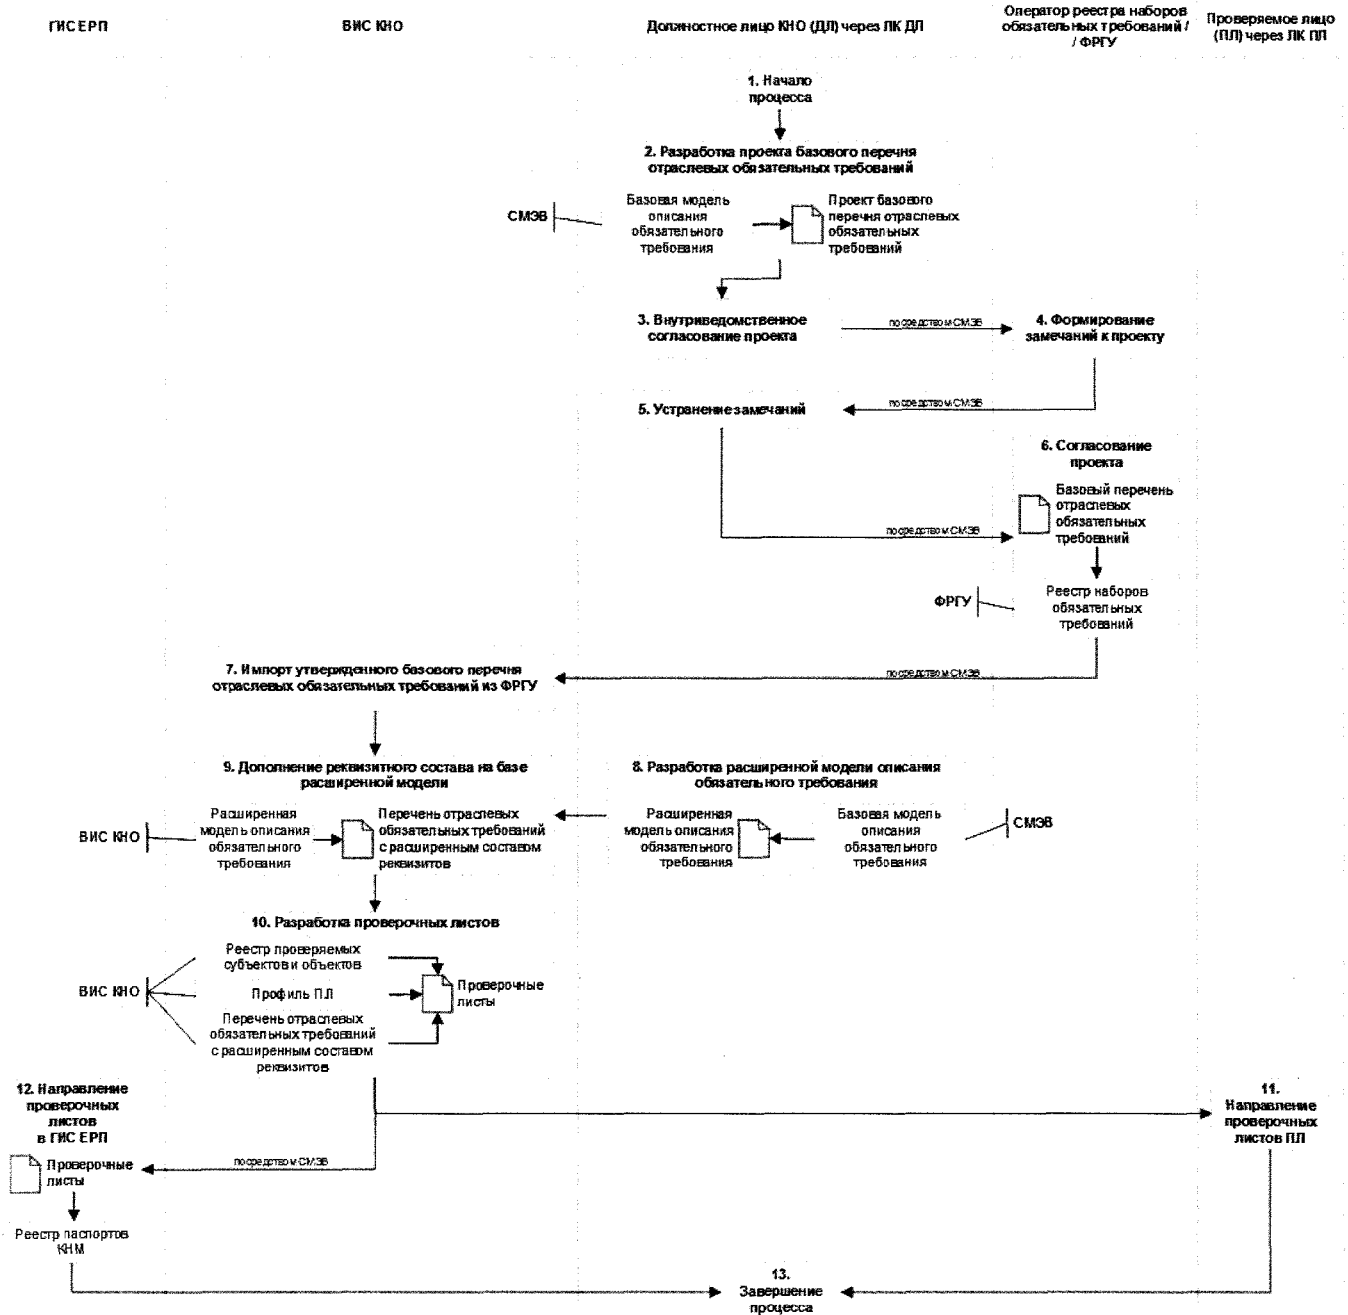 ГИС ЕРП
ВИС КНО
Должностное лицо КНО (ДЛ) через ЛК ДЛ
Оператор реестра наборов
обязательных требований /
/ ФРГУ
Проверяемое лицо
(ПЛ) через ЛК ПЛ
1. Начало
процесса
2. Разработка проекта базового перечня
отраслевых обязательных требований
СМЭВ
Базовая модель
описания
обязательного
требования
Проект базового
перечня отраслевых
обязательных
требований
3. Внутриведомственное
согласование проекта
посредством СМЭВ
4. Формирование
замечаний к проекту
5. Устранение замечаний
посредством СМЭВ
6. Согласование
проекта
Базовый перечень
отраслевых
обязательных
требований
посредством СМЭВ
ФРГУ
Реестр наборов
обязательных
требований
7. Импорт утвержденного базового перечня
отраслевых обязательных требований из ФРГУ
посредством СМЭВ
9. Дополнение реквизитного состава на базе
расширенной модели
8. Разработка расширенной модели описания
обязательного требования
ВИС КНО
Расширенная
модель описания
обязательного
требования
Перечень отраслевых
обязательных требований
с расширенным составом
реквизитов
Расширенная
модель описания
обязательного
требования
Базовая модель
описания
обязательного
требования
СМЭВ
10. Разработка проверочных листов
Реестр проверяемых
субъектов и объектов
ВИС КНО
Профиль ПЛ
Проверочные
листы
Перечень отраслевых
обязательных требований
с расширенным составом
реквизитов
12. Направление
проверочных
листов
в ГИС ЕРП
11.
Направление
проверочных
листов ПЛ
Проверочные
листы
посредством СМЭВ
Реестр паспортов
КНМ
13.
Завершение
процесса